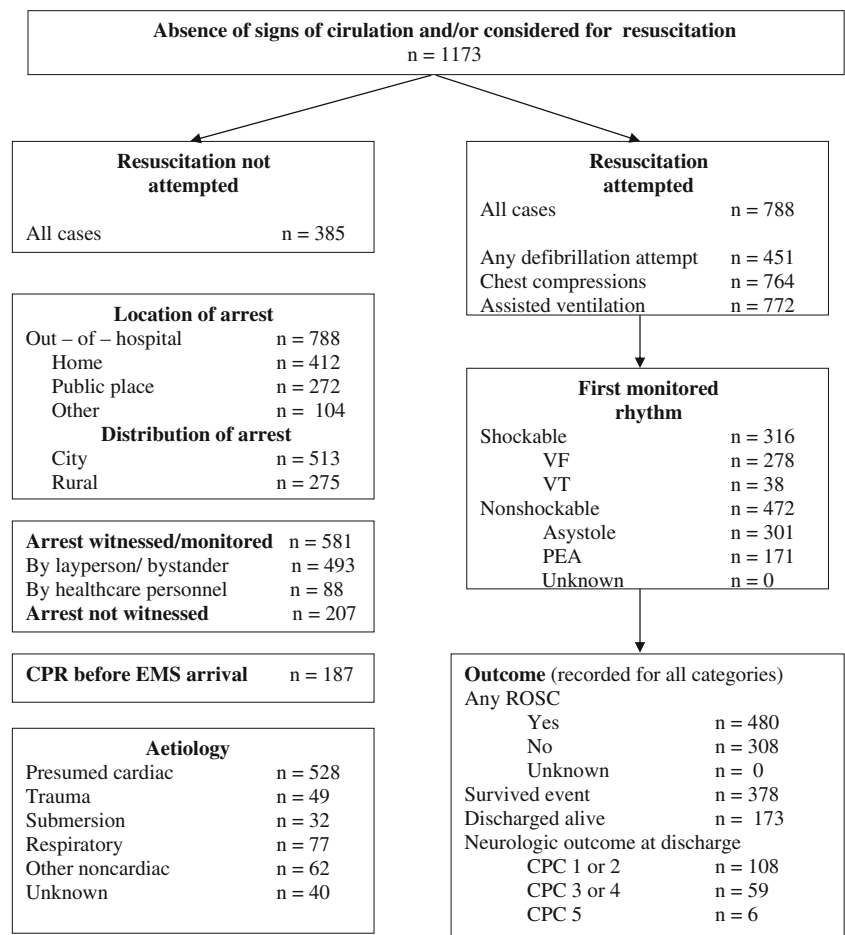 Absence of signs of cirulation and/or considered for resuscitation
n = 1173
Resuscitation not
attempted
All cases n = 385
Location of arrest
Out – of – hospital n = 788
Home n = 412
Public place n = 272
Other n = 104
Distribution of arrest
City n = 513
Rural n = 275
Arrest witnessed/monitored n = 581
By layperson/ bystander n = 493
By healthcare personnel n = 88
Arrest not witnessed n = 207
CPR before EMS arrival n = 187
Aetiology
Presumed cardiac n = 528
Trauma n = 49
Submersion n = 32
Respiratory n = 77
Other noncardiac n = 62
Unknown n = 40
Resuscitation
attempted
All cases n = 788
Any defibrillation attempt n = 451
Chest compressions n = 764
Assisted ventilation n = 772
First monitored
rhythm
Shockable n = 316
VF n = 278
VT n = 38
Nonshockable n = 472
Asystole n = 301
PEA n = 171
Unknown n = 0
Outcome (recorded for all categories)
Any ROSC
Yes n = 480
No n = 308
Unknown n = 0
Survived event n = 378
Discharged alive n = 173
Neurologic outcome at discharge
CPC 1 or 2 n = 108
CPC 3 or 4 n = 59
CPC 5 n = 6